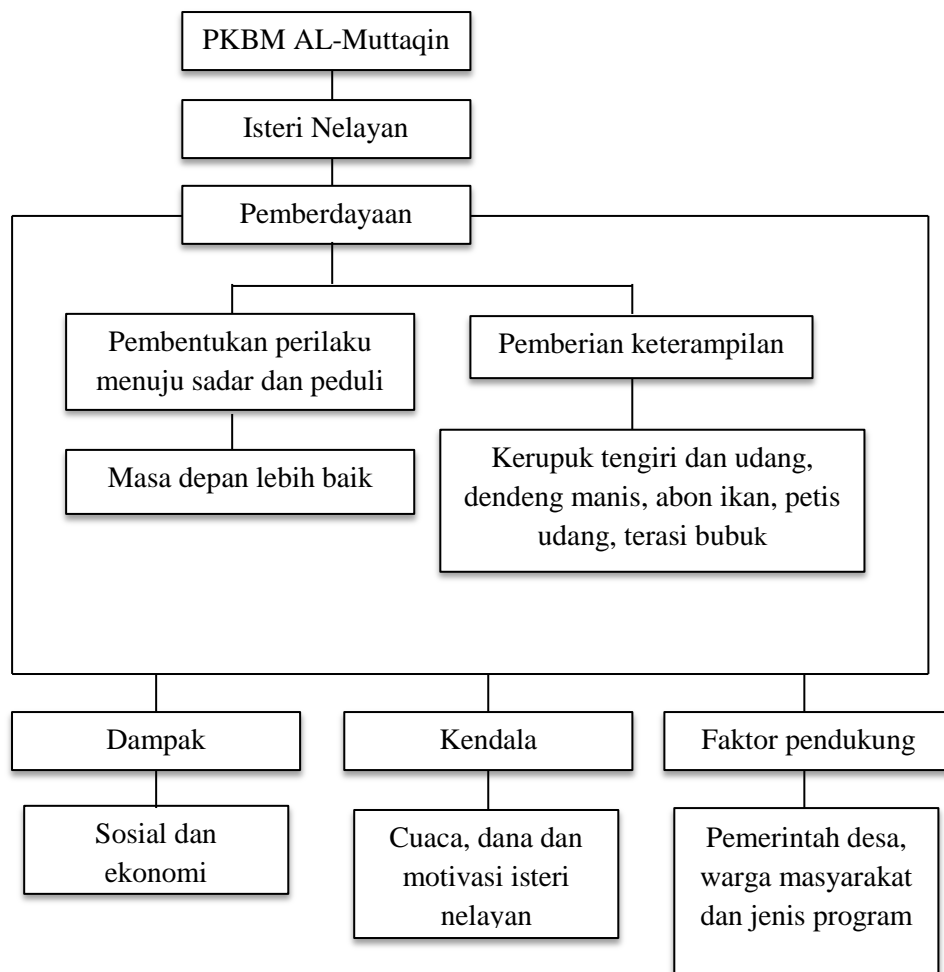 PKBM AL-Muttaqin
Isteri Nelayan
Pemberdayaan
Pembentukan perilaku
menuju sadar dan peduli
Masa depan lebih baik
Pemberian keterampilan
Kerupuk tengiri dan udang,
dendeng manis, abon ikan, petis
udang, terasi bubuk
Dampak
Sosial dan
ekonomi
Kendala
Cuaca, dana dan
motivasi isteri
nelayan
Faktor pendukung
Pemerintah desa,
warga masyarakat
dan jenis program